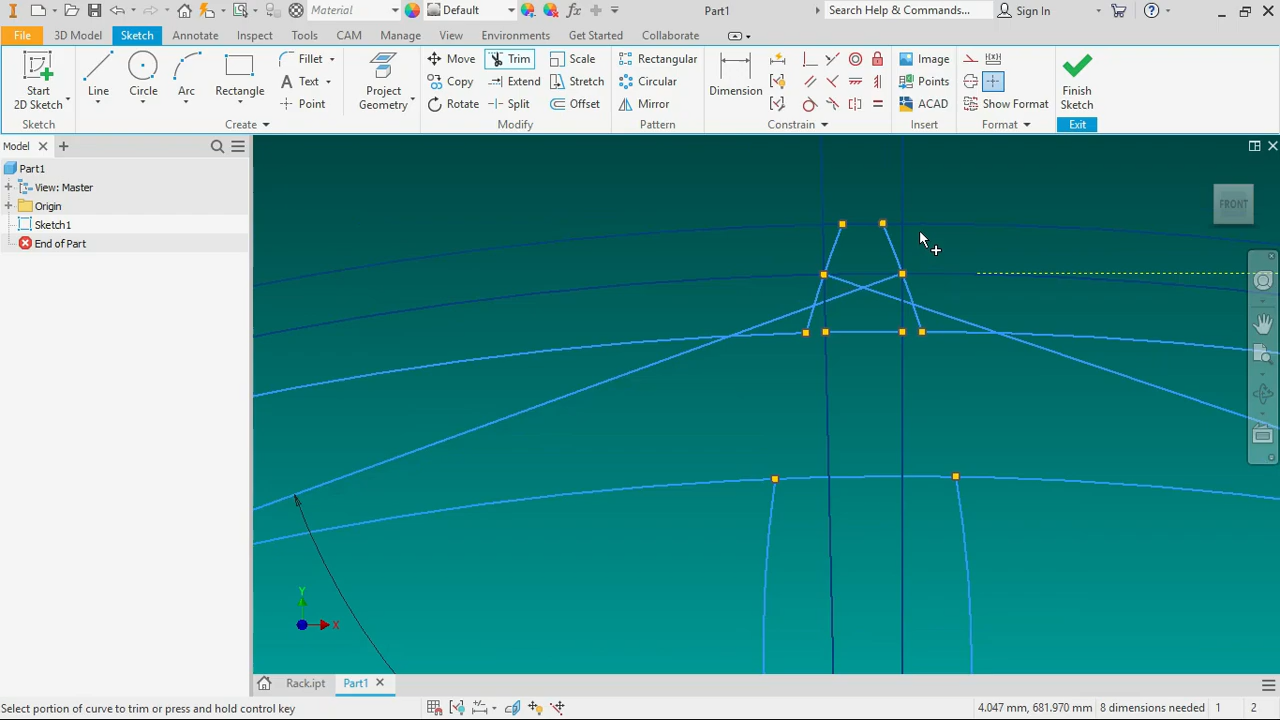 Material Default fx Part1 Search Help & Commands... Sign In
File 3D Model Sketch Annotate Inspect Tools CAM Manage View Environments Get Started Collaborate
Start 2D Sketch
Line
Circle
Arc
Rectangle
Fillet
Text
Point
Project Geometry
Move Trim Scale
Copy Extend Stretch
Rotate Split Offset
Rectangular
Circular
Mirror
Dimension
Image
Points
ACAD
Show Format
Finish Sketch
Sketch Create Modify Pattern Constrain Insert Format Exit
Model
Part1
View: Master
Origin
Sketch1
End of Part
FRONT
Y
X
Rack.ipt Part1
Select portion of curve to trim or press and hold control key 4.047 mm, 681.970 mm 8 dimensions needed 1 2